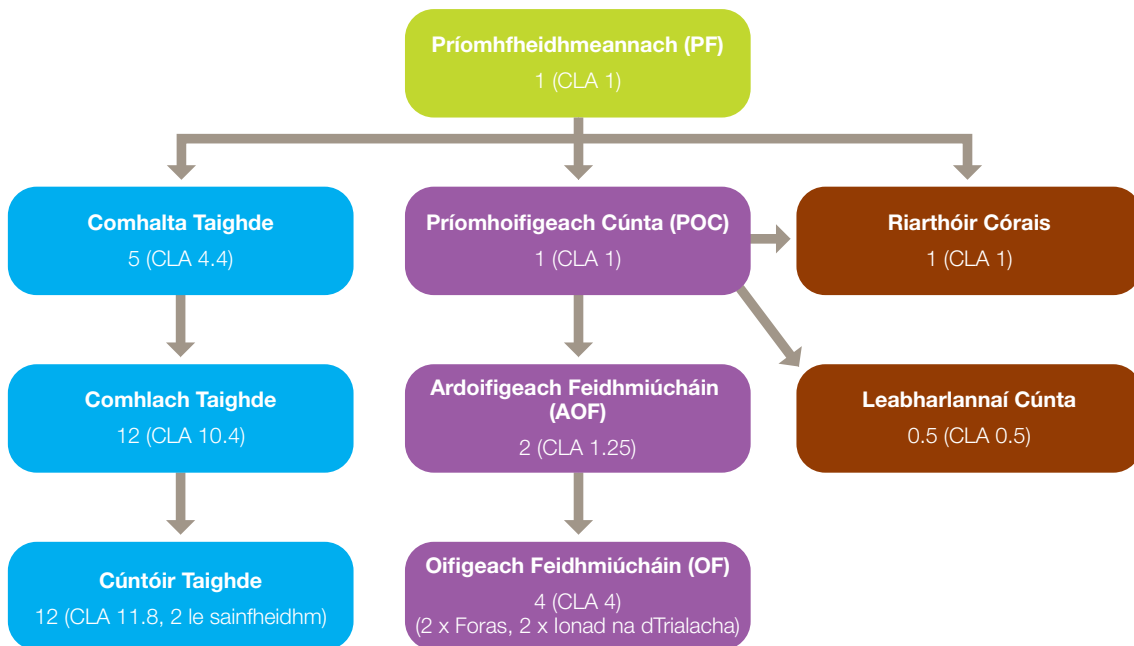 Príomhfheidhmeannach (PF)
1 (CLA 1)
Comhalta Taighde
5 (CLA 4.4)
Príomhoifigeach Cúnta (POC)
1 (CLA 1)
Riarthóir Córais
1 (CLA 1)
Comhlach Taighde
12 (CLA 10.4)
Ardoifigeach Feidhmiúcháin
(AOF)
2 (CLA 1.25)
Leabharlannaí Cúnta
0.5 (CLA 0.5)
Cúntóir Taighde
12 (CLA 11.8, 2 le sainfheidhm)
Oifigeach Feidhmiúcháin (OF)
4 (CLA 4)
(2 x Foras, 2 x Ionad na dTrialacha)